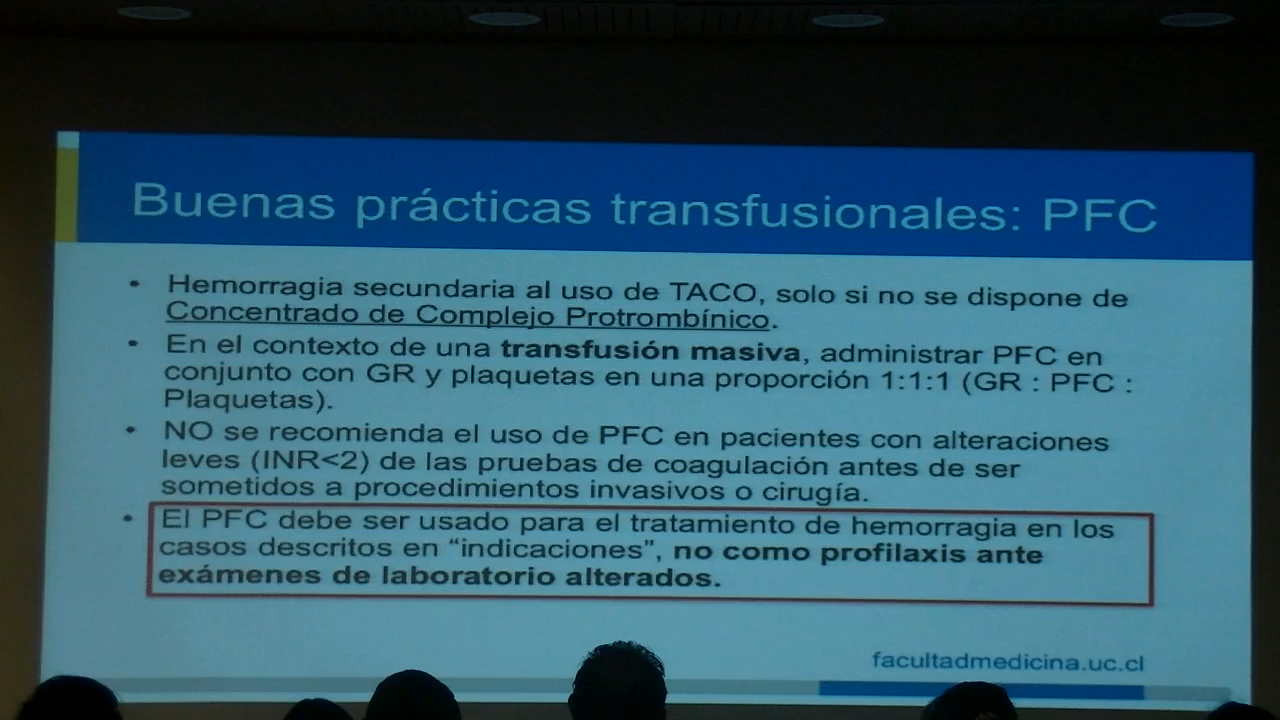 Buenas prácticas transfusionales: PFC
• Hemorragia secundaria al uso de TACO, solo si no se dispone de
Concentrado de Complejo Protrombínico.
• En el contexto de una transfusión masiva, administrar PFC en
conjunto con GR y plaquetas en una proporción 1:1:1 (GR : PFC :
Plaquetas).
• NO se recomienda el uso de PFC en pacientes con alteraciones
leves (INR<2) de las pruebas de coagulación antes de ser
sometidos a procedimientos invasivos o cirugía.
• El PFC debe ser usado para el tratamiento de hemorragia en los
casos descritos en “indicaciones”, no como profilaxis ante
exámenes de laboratorio alterados.
facultadmedicina.uc.cl